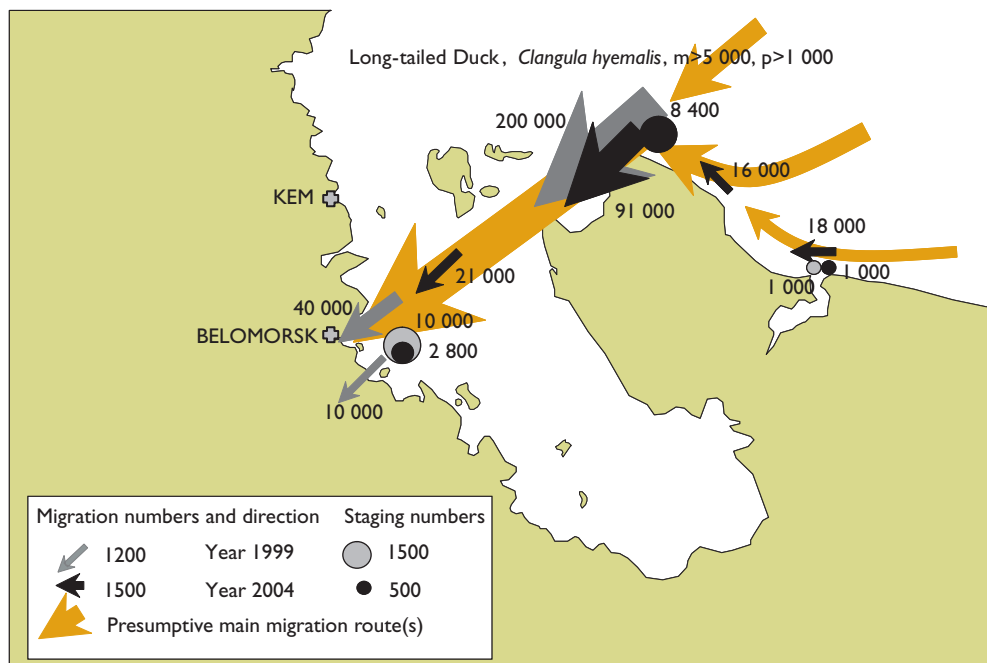 Long-tailed Duck, Clangula hyemalis, m>5 000, p>1 000
8 400
200 000
16 000
KEM
91 000
18 000
21 000
1 000
1 000
40 000
10 000
BELOMORSK
2 800
10 000
Migration numbers and direction
Staging numbers
1200
Year 1999
1500
1500
Year 2004
500
Presumptive main migration route(s)